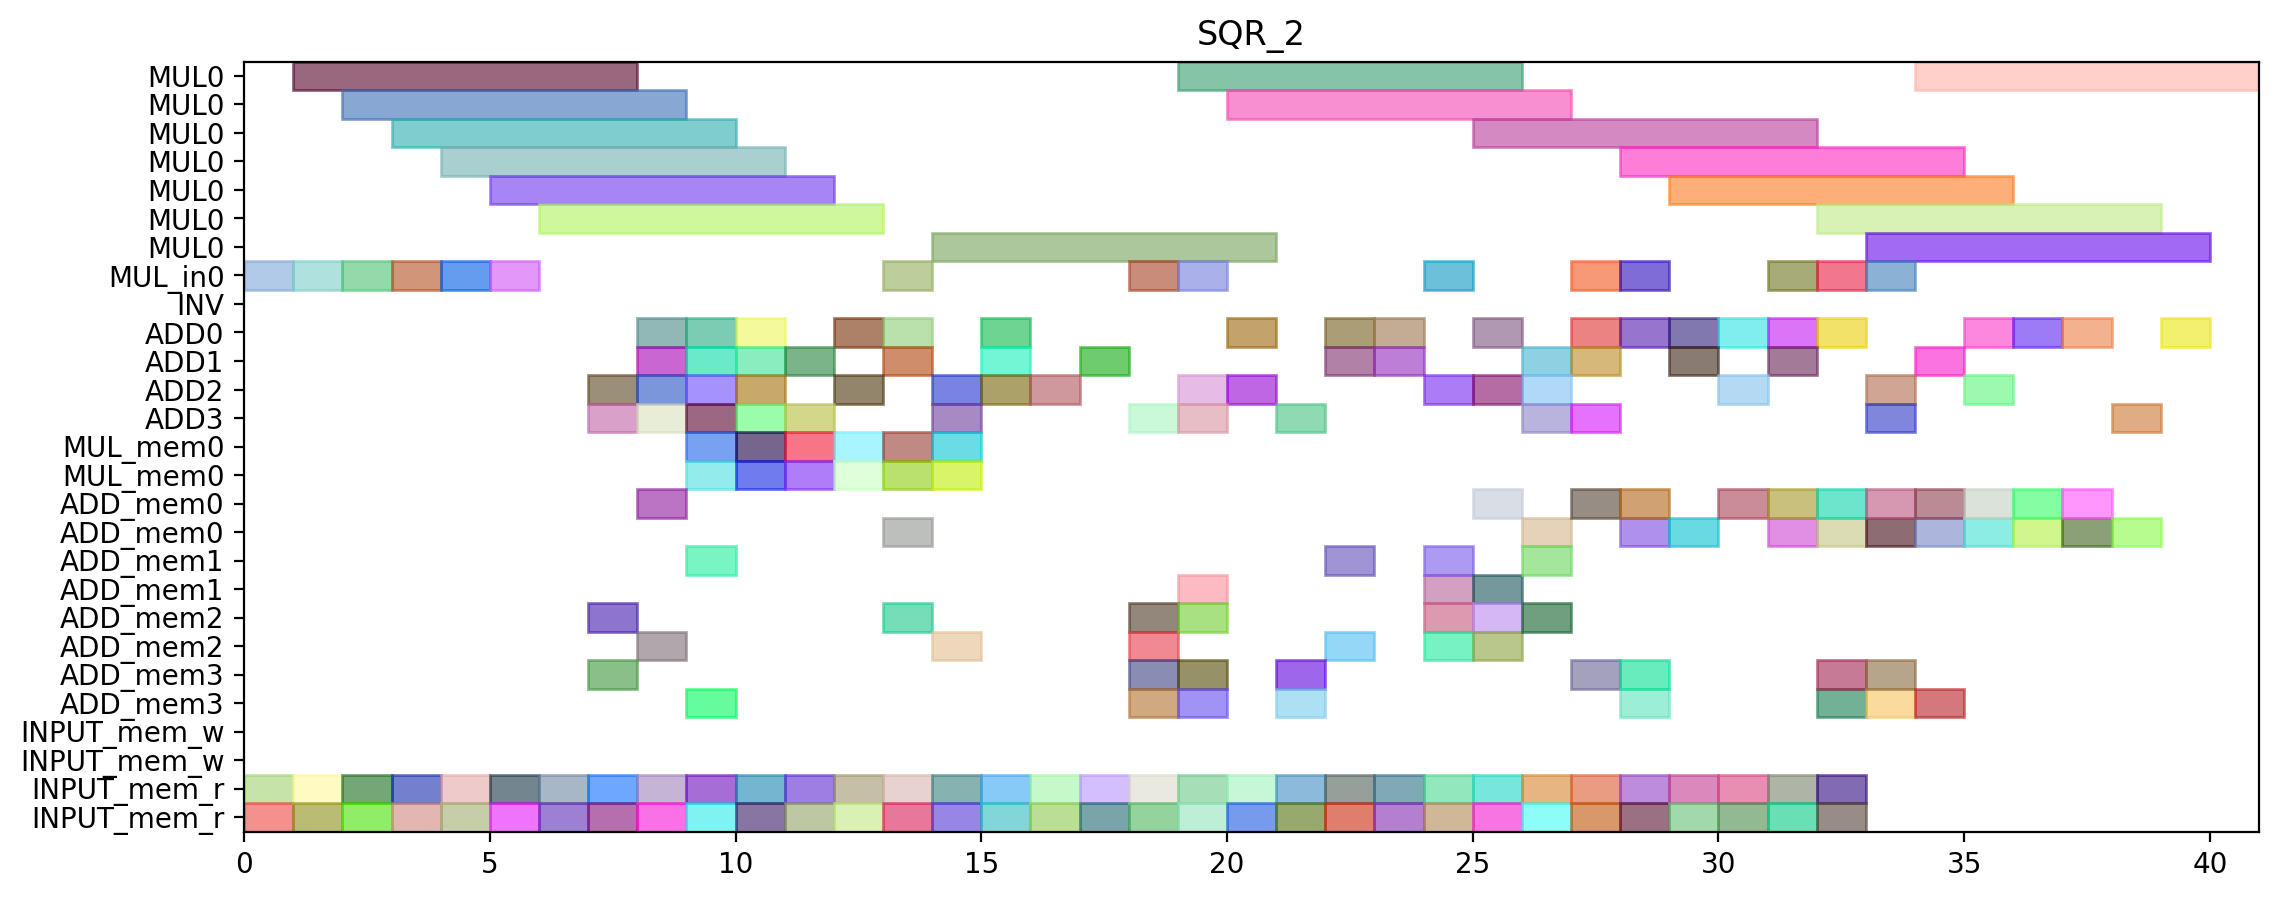 SQR_2
MUL0
MUL0
MUL0
MUL0
MUL0
MUL0
MUL0
MUL_in0
INV
ADD0
ADD1
ADD2
ADD3
MUL_mem0
MUL_mem0
ADD_mem0
ADD_mem0
ADD_mem1
ADD_mem1
ADD_mem2
ADD_mem2
ADD_mem3
ADD_mem3
INPUT_mem_w
INPUT_mem_w
INPUT_mem_r
INPUT_mem_r
0 5 10 15 20 25 30 35 40